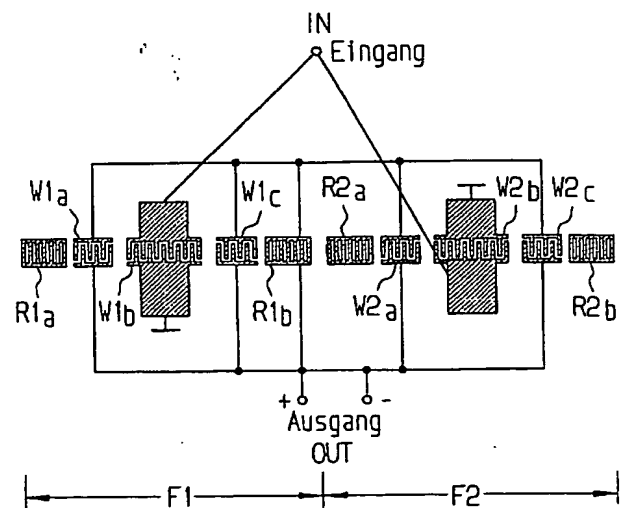 IN
Eingang
W1a W1c R2a W2b W2c
R1a W1b R1b W2a R2b
+ -
Ausgang
OUT
F1 F2